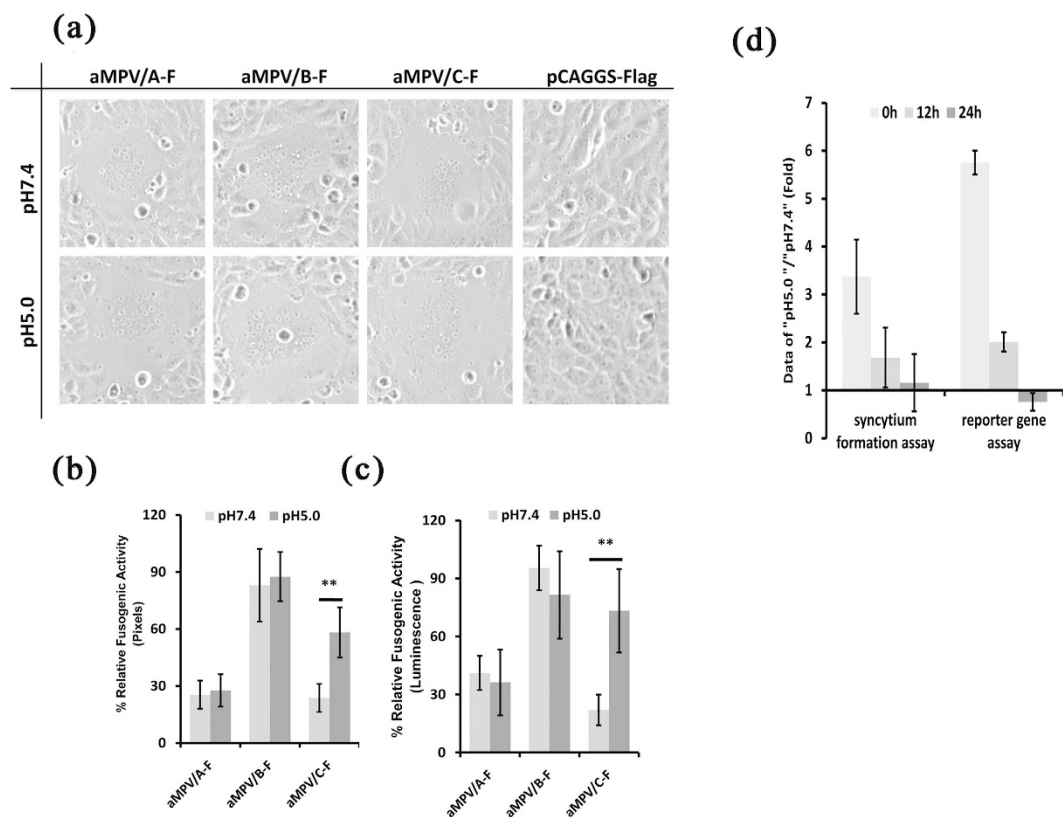 (a)
aMPV/A-F aMPV/B-F aMPV/C-F pCAGGS-Flag
pH7.4
pH5.0
(b)
120
90
60
30
0
% Relative Fusogenic Activity
(Pixels)
pH7.4 pH5.0
**
aMPV/A-F aMPV/B-F aMPV/C-F
(c)
120
90
60
30
0
% Relative Fusogenic Activity
(Luminescence )
pH7.4 pH5.0
**
aMPV/A-F aMPV/B-F aMPV/C-F
(d)
7
6
5
4
3
2
1
0
Data of "pH5.0 "/"pH7.4" (Fold)
0h 12h 24h
syncytium reporter gene
formation assay assay